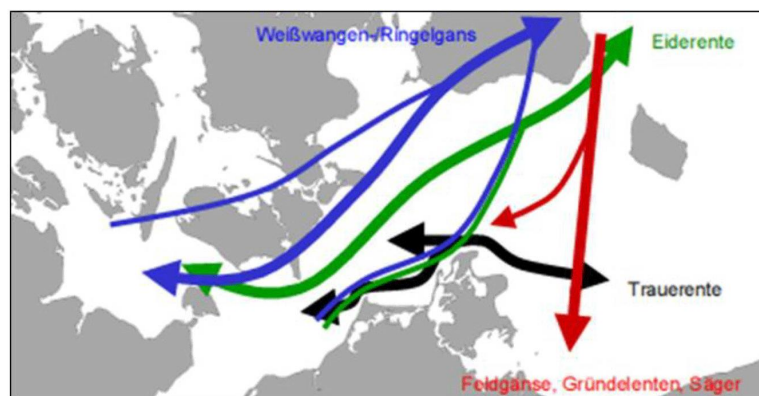 Weißwangen-/Ringelgans
Eiderente
Trauerente
Feldgänse, Gründelenten, Säger